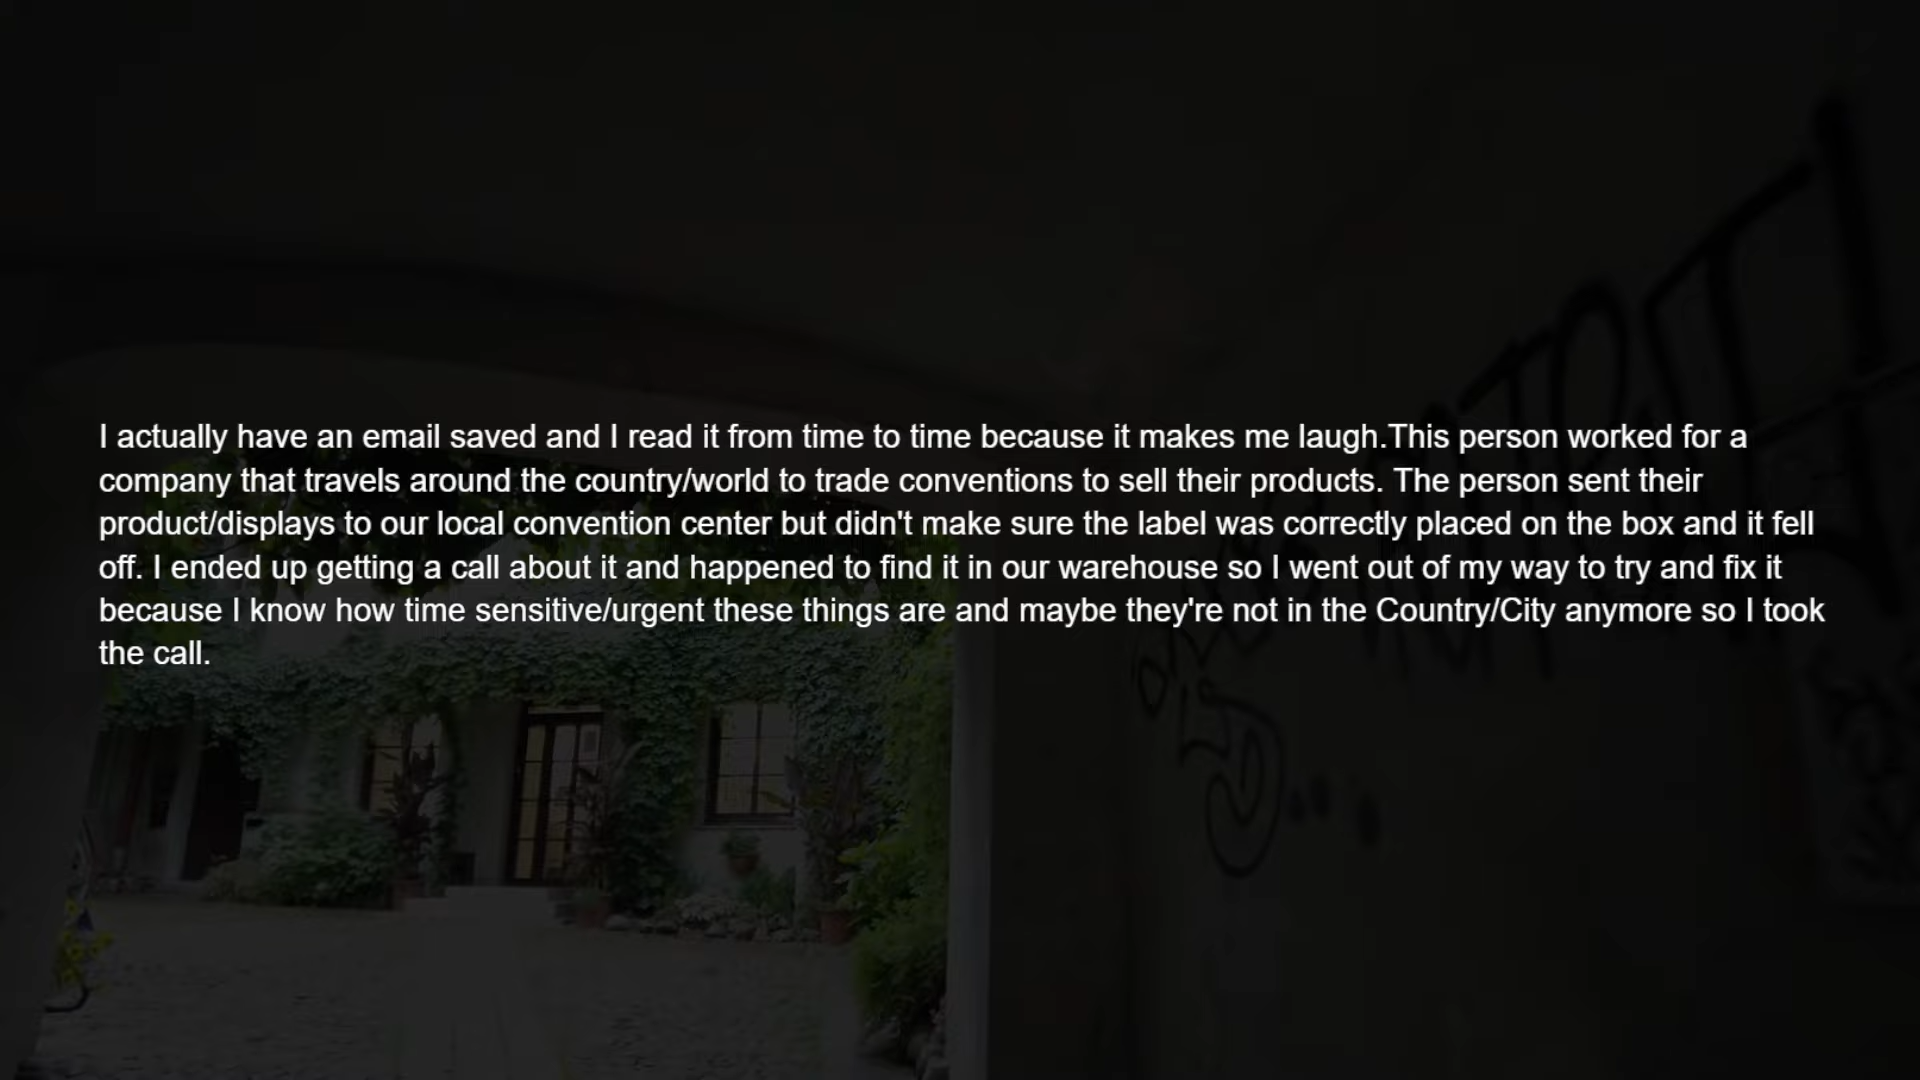 I actually have an email saved and I read it from time to time because it makes me laugh.This person worked for a
company that travels around the country/world to trade conventions to sell their products. The person sent their
product/displays to our local convention center but didn't make sure the label was correctly placed on the box and it fell
off. I ended up getting a call about it and happened to find it in our warehouse so I went out of my way to try and fix it
because I know how time sensitive/urgent these things are and maybe they're not in the Country/City anymore so I took
the call.